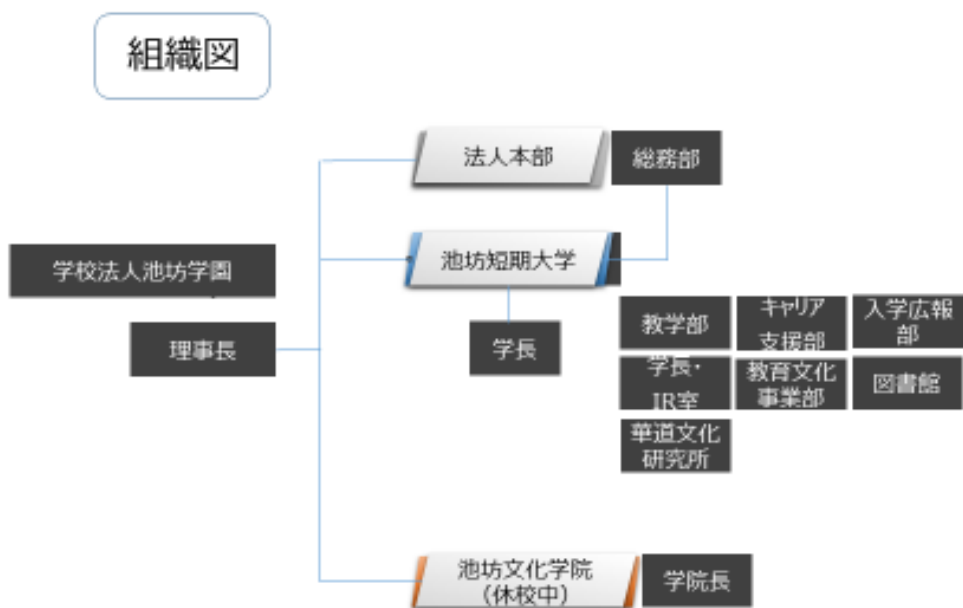 組織図
法人本部
総務部
学校法人池坊学園
理事長
池坊短期大学
学長
教学部
キャリア
支援部
入学広報
部
学長・
IR室
教育文化
事業部
図書館
華道文化
研究所
池坊文化学院
（休校中）
学院長